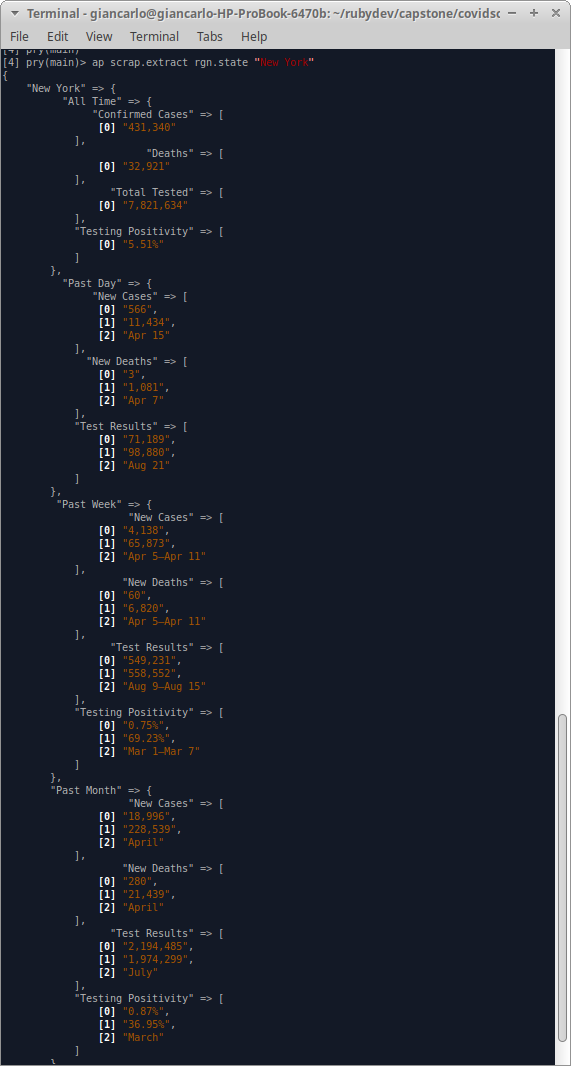 Terminal - giancarlo@giancarlo-HP-ProBook-6470b: ~/rubydev/capstone/covidsc
File Edit View Terminal Tabs Help
[4] pry(main)
[4] pry(main)> ap scrap.extract rgn.state "New York"
{
"New York" => {
"All Time" => {
"Confirmed Cases" => [
[0] "431,340"
],
"Deaths" => [
[0] "32,921"
],
"Total Tested" => [
[0] "7,821,634"
],
"Testing Positivity" => [
[0] "5.51%"
]
},
"Past Day" => {
"New Cases" => [
[0] "566",
[1] "11,434",
[2] "Apr 15"
],
"New Deaths" => [
[0] "3",
[1] "1,081",
[2] "Apr 7"
],
"Test Results" => [
[0] "71,189",
[1] "98,880",
[2] "Aug 21"
]
},
"Past Week" => {
"New Cases" => [
[0] "4,138",
[1] "65,873",
[2] "Apr 5–Apr 11"
],
"New Deaths" => [
[0] "60",
[1] "6,820",
[2] "Apr 5–Apr 11"
],
"Test Results" => [
[0] "549,231",
[1] "558,552",
[2] "Aug 9–Aug 15"
],
"Testing Positivity" => [
[0] "0.75%",
[1] "69.23%",
[2] "Mar 1–Mar 7"
]
},
"Past Month" => {
"New Cases" => [
[0] "18,996",
[1] "228,539",
[2] "April"
],
"New Deaths" => [
[0] "280",
[1] "21,439",
[2] "April"
],
"Test Results" => [
[0] "2,194,485",
[1] "1,974,299",
[2] "July"
],
"Testing Positivity" => [
[0] "0.87%",
[1] "36.95%",
[2] "March"
]
}